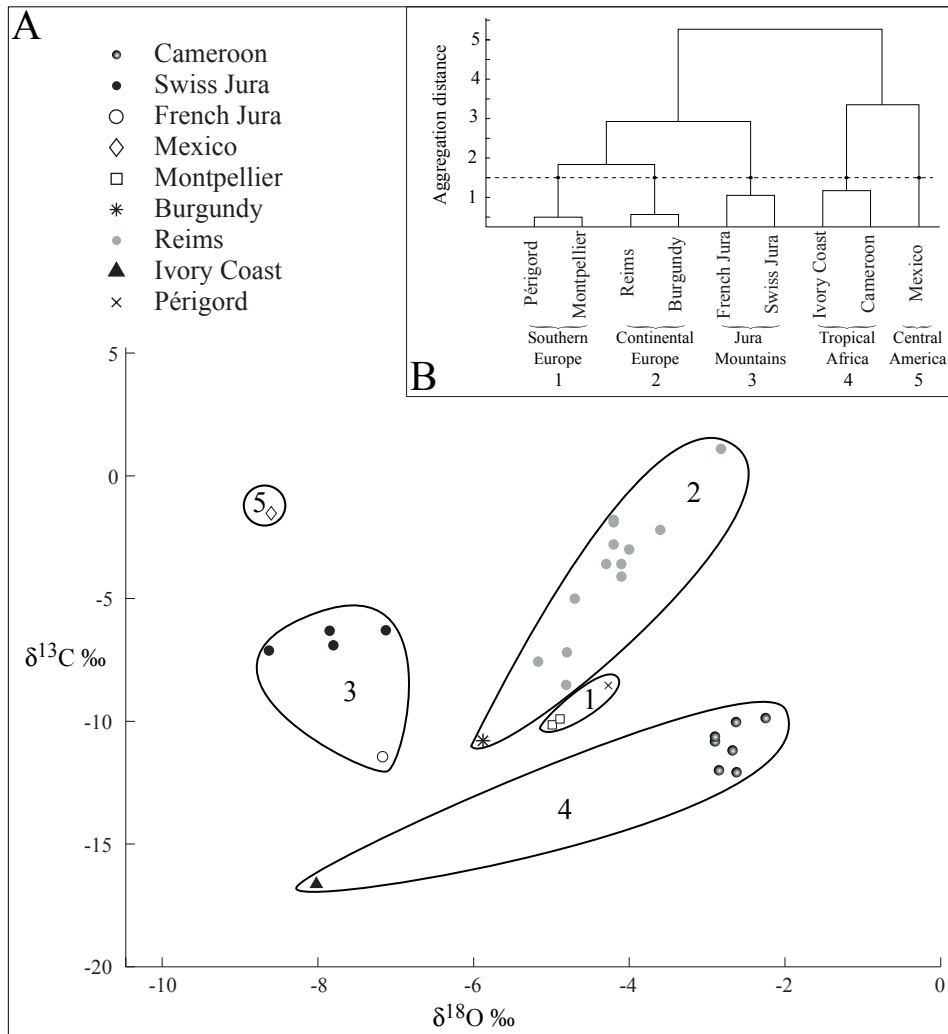 A
Cameroon
Swiss Jura
French Jura
Mexico
Montpellier
Burgundy
Reims
Ivory Coast
Périgord
B
Aggregation distance
5
4
3
2
1
Périgord
Montpellier
Reims
Burgundy
French Jura
Swiss Jura
Ivory Coast
Cameroon
Mexico
Southern
Europe
1
Continental
Europe
2
Jura
Mountains
3
Tropical
Africa
4
Central
America
5
5
0
-5
-10
-15
-20
δ13C ‰
5
2
3
1
4
-10
-8
-6
-4
-2
0
δ18O ‰